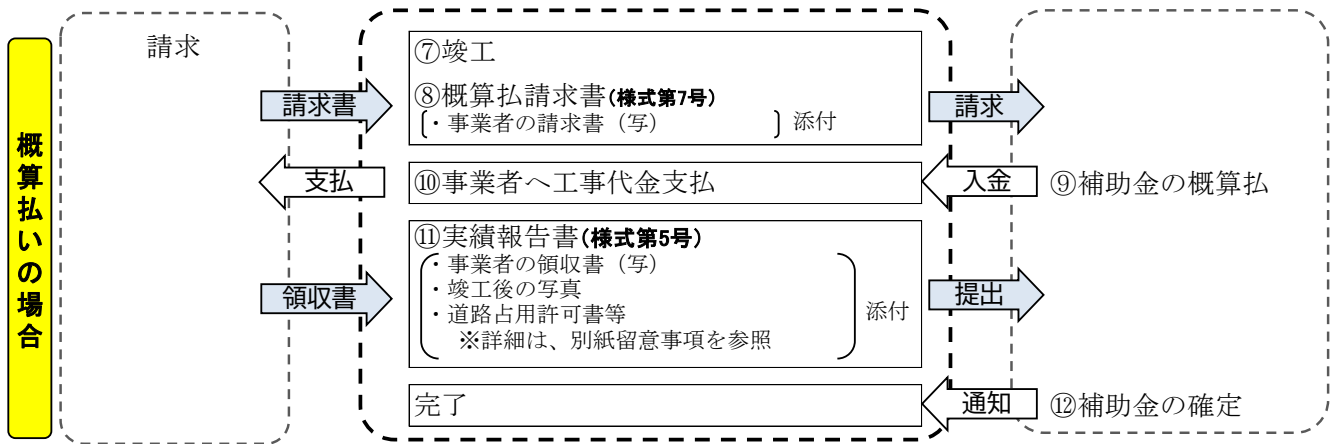 概算払いの場合
請求
請求書
支払
領収書
⑦竣工
⑧概算払請求書(様式第7号)
・事業者の請求書（写） 添付
⑩事業者へ工事代金支払
⑪実績報告書(様式第5号)
・事業者の領収書（写）
・竣工後の写真
・道路占用許可書等
※詳細は、別紙留意事項を参照
添付
完了
請求
入金
⑨補助金の概算払
提出
通知
⑫補助金の確定